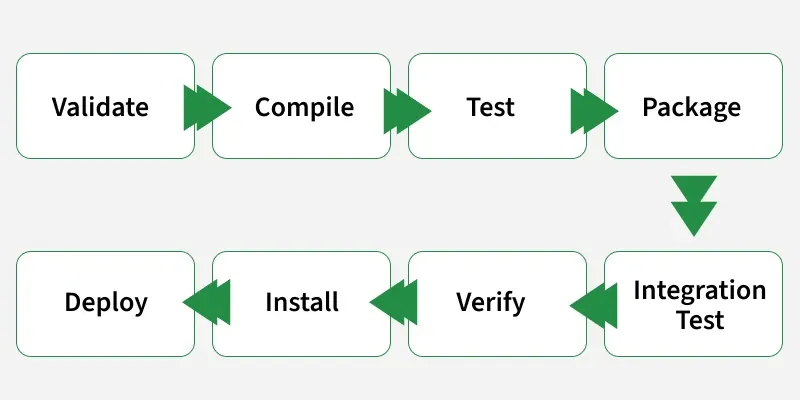 Validate
Compile
Test
Package
Integration
Test
Verify
Install
Deploy